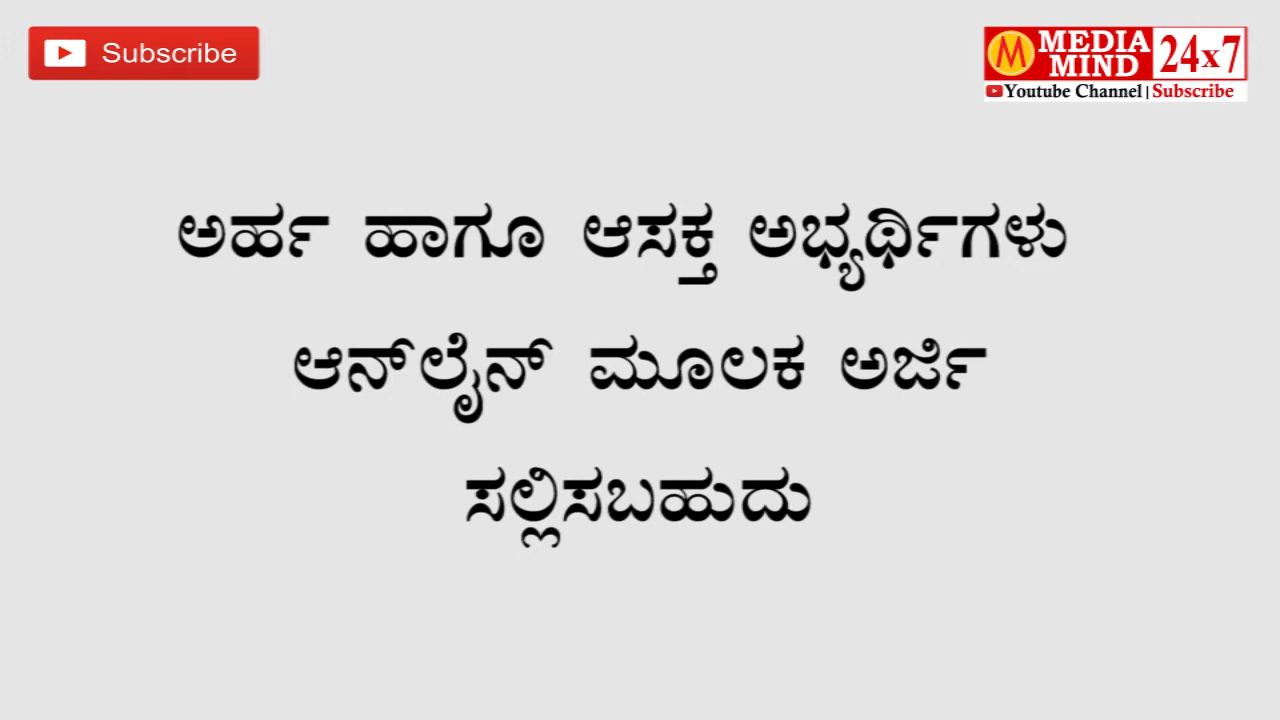 Subscribe
M MEDIA MIND 24x7
Youtube Channel | Subscribe
ಅರ್ಹ ಹಾಗೂ ಆಸಕ್ತ ಅಭ್ಯರ್ಥಿಗಳು
ಆನ್‌ಲೈನ್ ಮೂಲಕ ಅರ್ಜಿ
ಸಲ್ಲಿಸಬಹುದು